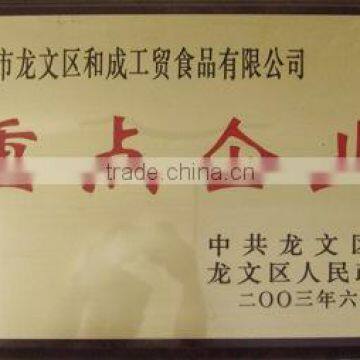 市龙文区和成工贸食品有限公司
重点企业
trade.china.cn
中共龙文区
龙文区人民政
二〇〇三年六